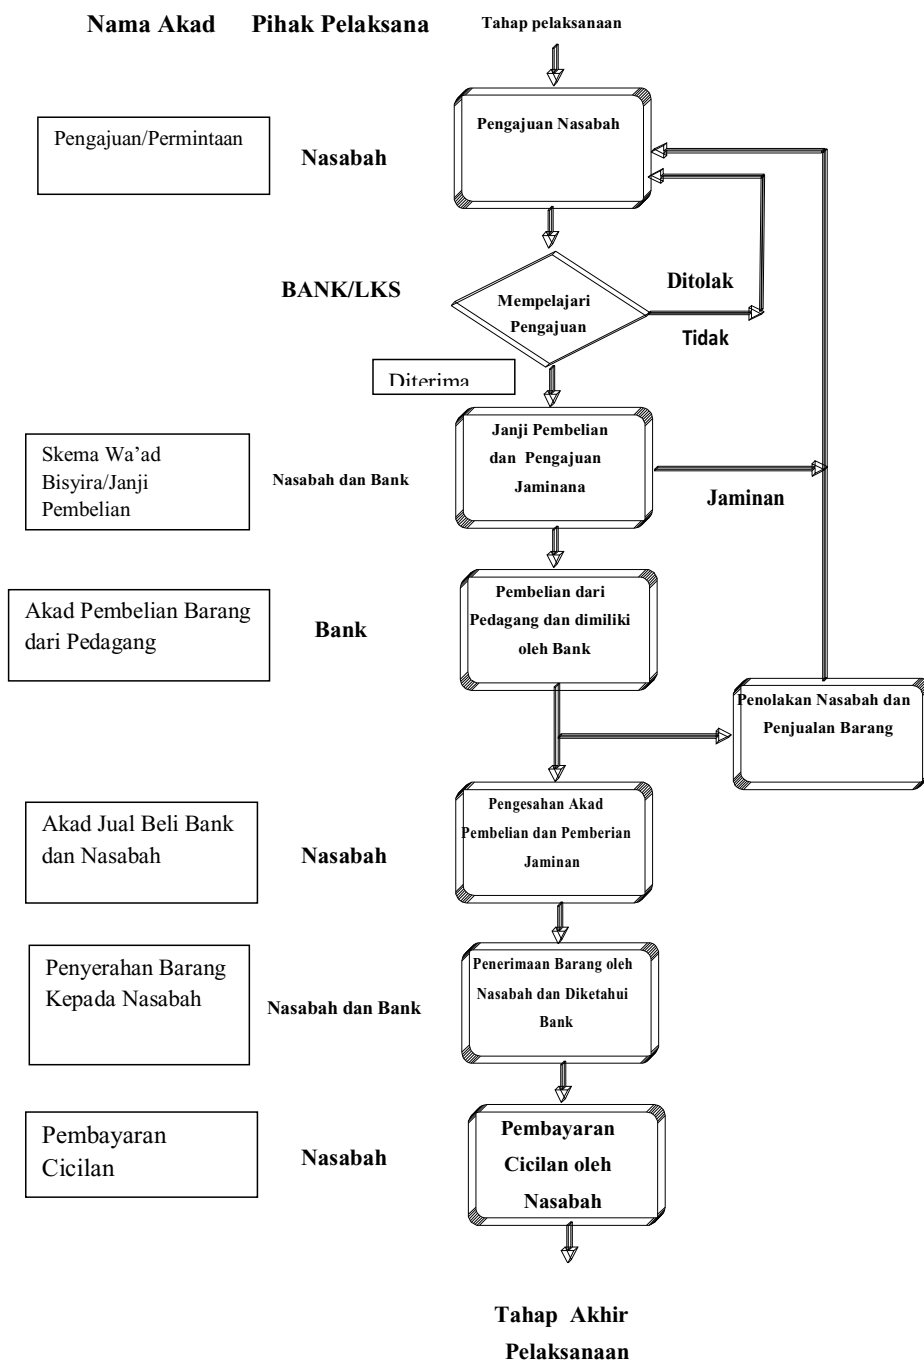 Nama Akad Pihak Pelaksana Tahap pelaksanaan
Pengajuan Nasabah
Pengajuan/Permintaan
Nasabah
BANK/LKS
Mempelajari
Pengajuan
Ditolak
Tidak
Diterima
Janji Pembelian
dan Pengajuan
Jaminana
Skema Wa’ad
Bisyira/Janji
Pembelian
Nasabah dan Bank
Jaminan
Akad Pembelian Barang
dari Pedagang
Bank
Pembelian dari
Pedagang dan dimiliki
oleh Bank
Penolakan Nasabah dan
Penjualan Barang
Akad Jual Beli Bank
dan Nasabah
Nasabah
Pengesahan Akad
Pembelian dan Pemberian
Jaminan
Penyerahan Barang
Kepada Nasabah
Nasabah dan Bank
Penerimaan Barang oleh
Nasabah dan Diketahui
Bank
Pembayaran
Cicilan
Nasabah
Pembayaran
Cicilan oleh
Nasabah
Tahap Akhir
Pelaksanaan